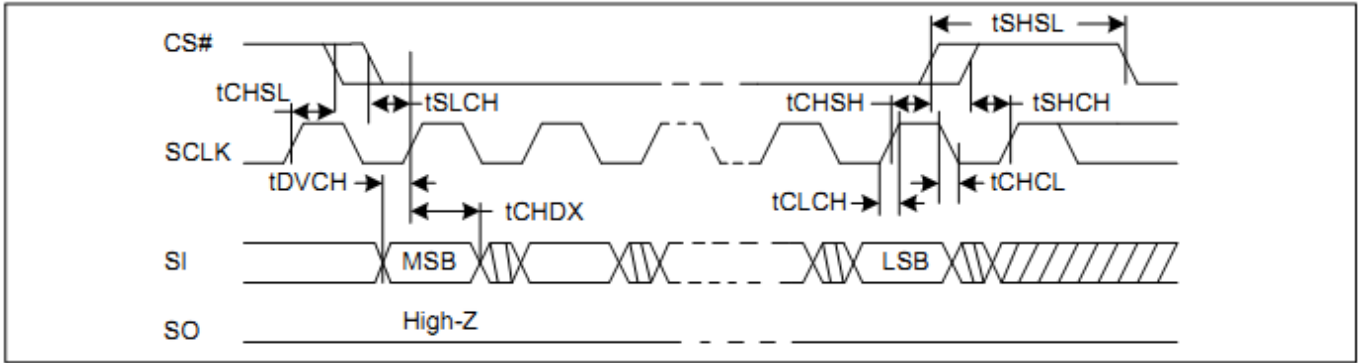 tSHSL
CS#
tCHSL
tSLCH
tCHSH
tSHCH
SCLK
tDVCH
tCHDX
tCLCH
tCHCL
SI
MSB
LSB
SO
High-Z